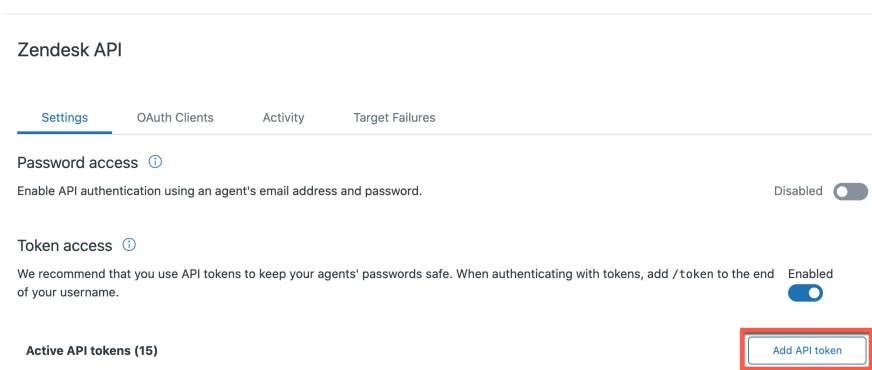 Zendesk API
Settings OAuth Clients Activity Target Failures
Password access
Enable API authentication using an agent's email address and password. Disabled
Token access
We recommend that you use API tokens to keep your agents' passwords safe. When authenticating with tokens, add /token to the end Enabled
of your username.
Active API tokens (15) Add API token